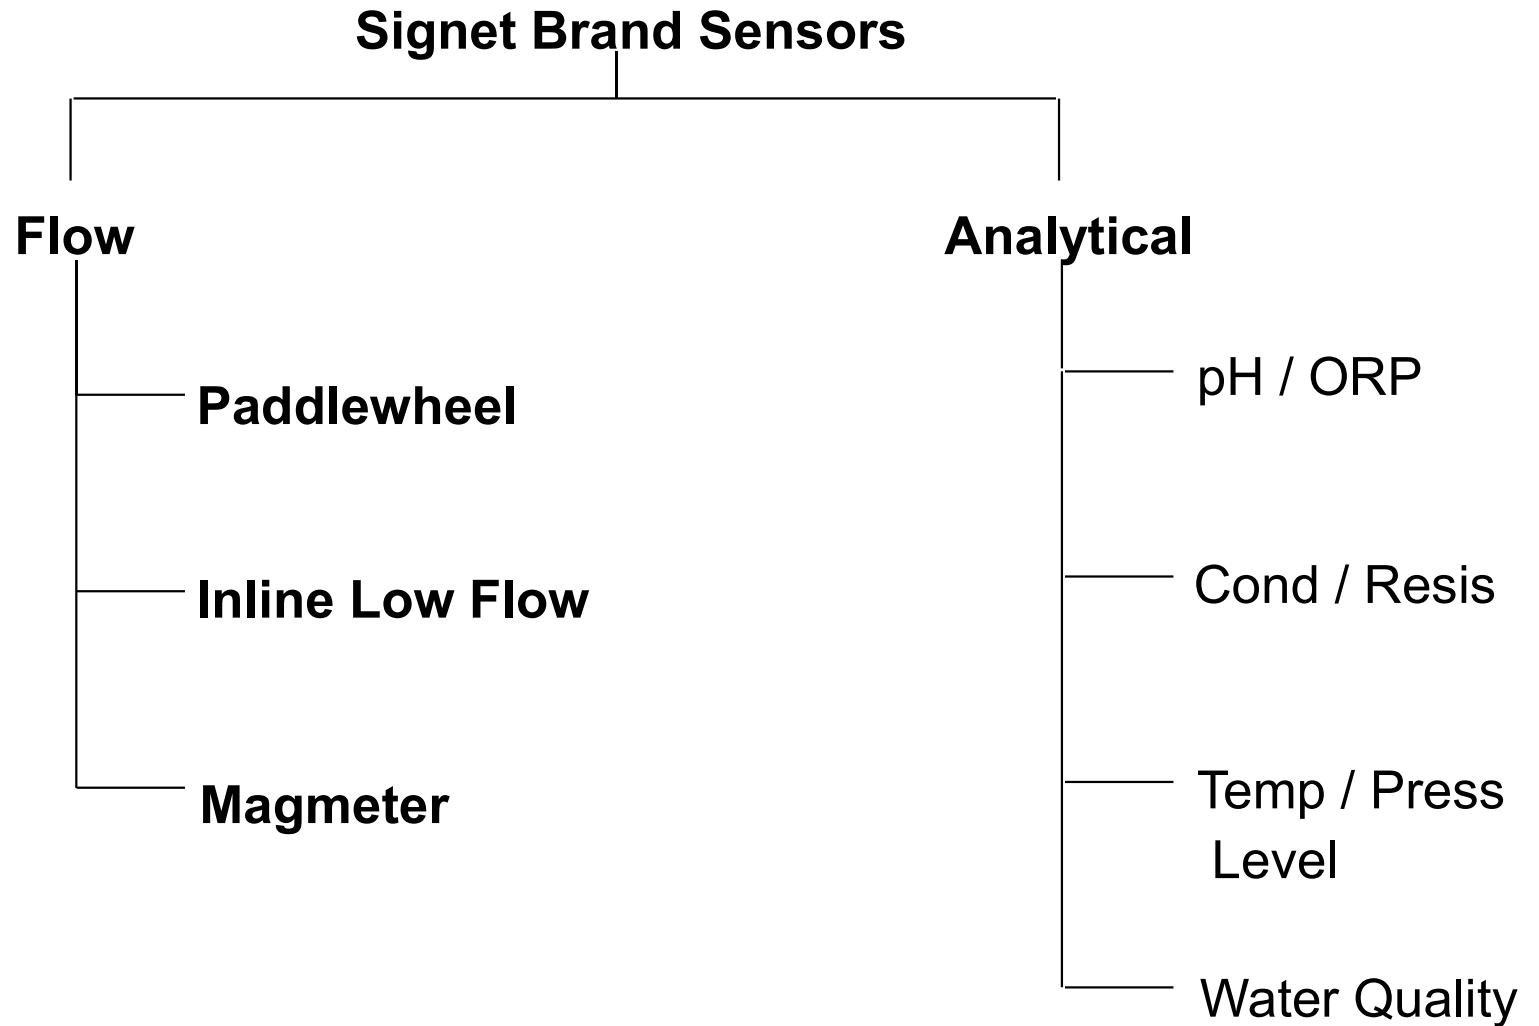 Signet Brand Sensors
Flow
Paddlewheel
Inline Low Flow
Magmeter
Analytical
pH / ORP
Cond / Resis
Temp / Press
Level
Water Quality